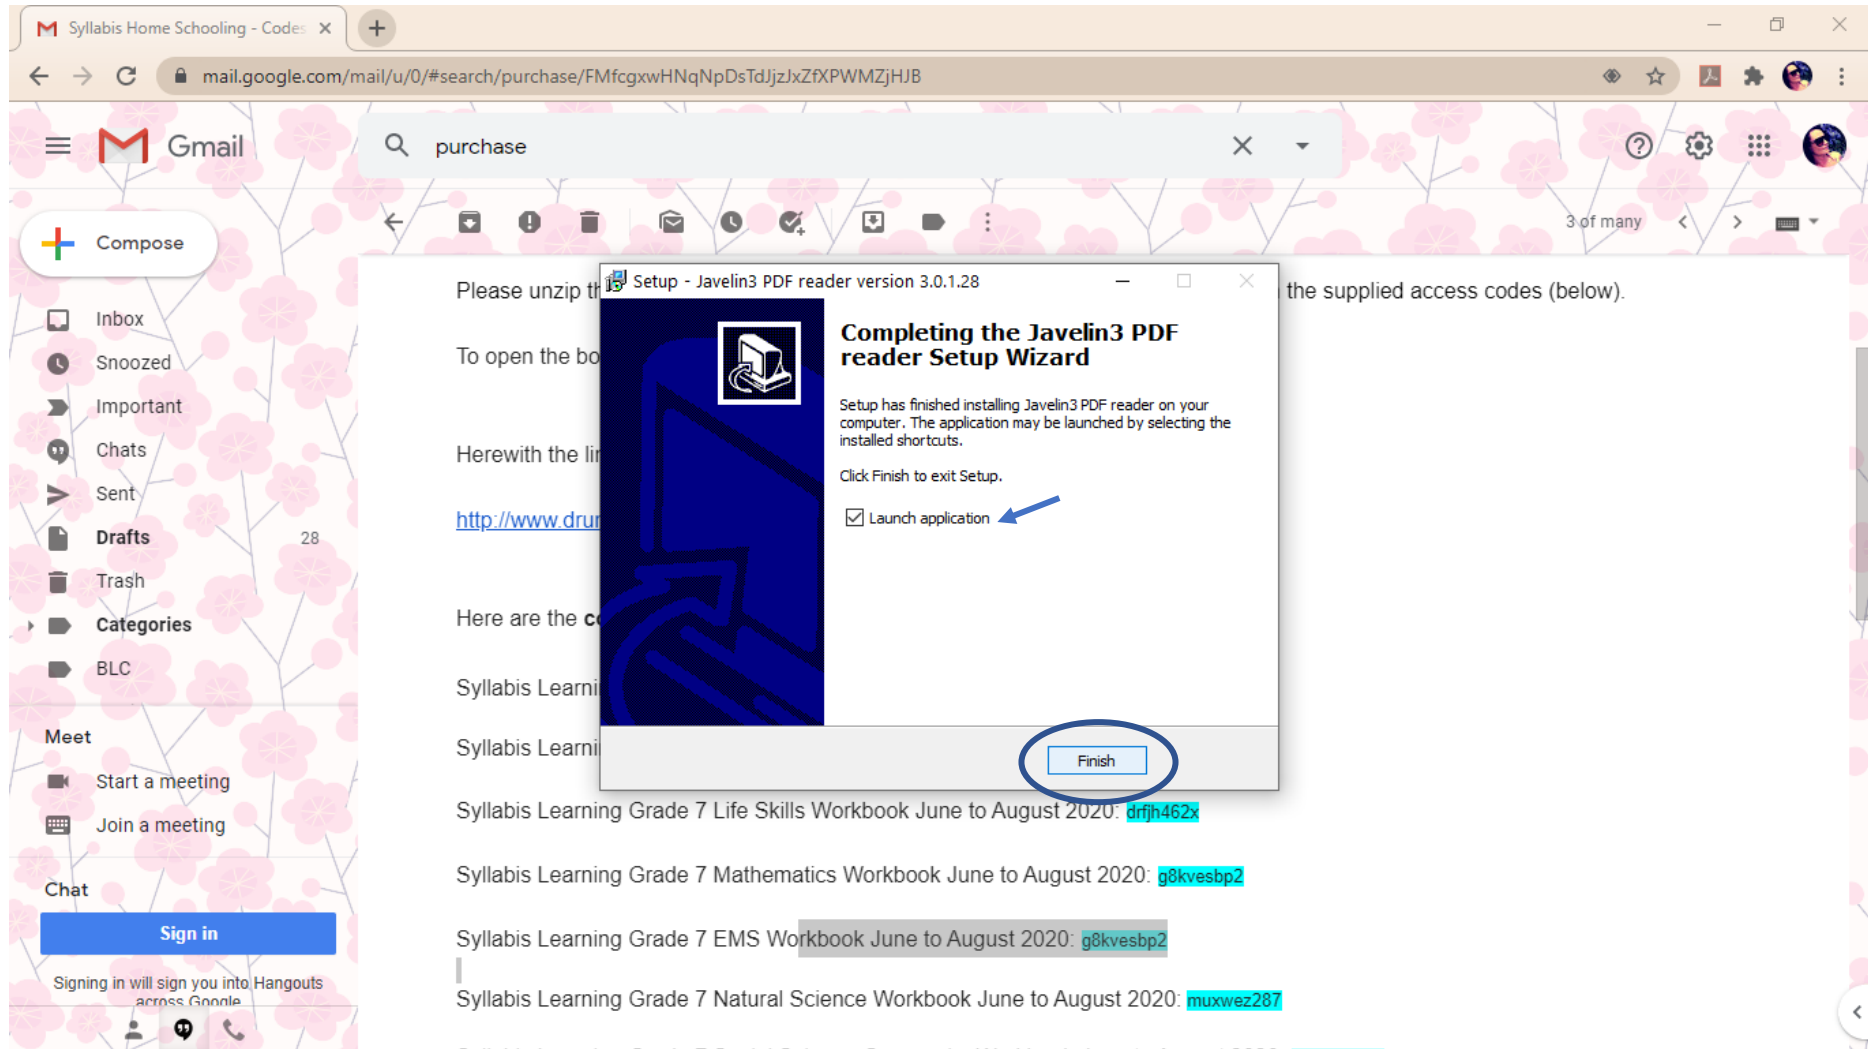 Syllabis Home Schooling - Codes
mail.google.com/mail/u/0/#search/purchase/FMfcgxwHNqNpDsTdJjzJxZfXPWMZjHJB
Gmail
purchase
Compose
3 of many
Inbox
Snoozed
Important
Chats
Sent
Drafts 28
Trash
Categories
BLC
Meet
Start a meeting
Join a meeting
Chat
Sign in
Signing in will sign you into Hangouts
across Google
Please unzip th
the supplied access codes (below).
To open the bo
Herewith the lin
http://www.drum
Here are the co
Syllabis Learni
Syllabis Learni
Setup - Javelin3 PDF reader version 3.0.1.28
Completing the Javelin3 PDF
reader Setup Wizard
Setup has finished installing Javelin3 PDF reader on your
computer. The application may be launched by selecting the
installed shortcuts.
Click Finish to exit Setup.
Launch application
Finish
Syllabis Learning Grade 7 Life Skills Workbook June to August 2020: drfjh462x
Syllabis Learning Grade 7 Mathematics Workbook June to August 2020: g8kvesbp2
Syllabis Learning Grade 7 EMS Workbook June to August 2020: g8kvesbp2
Syllabis Learning Grade 7 Natural Science Workbook June to August 2020: muxwez287